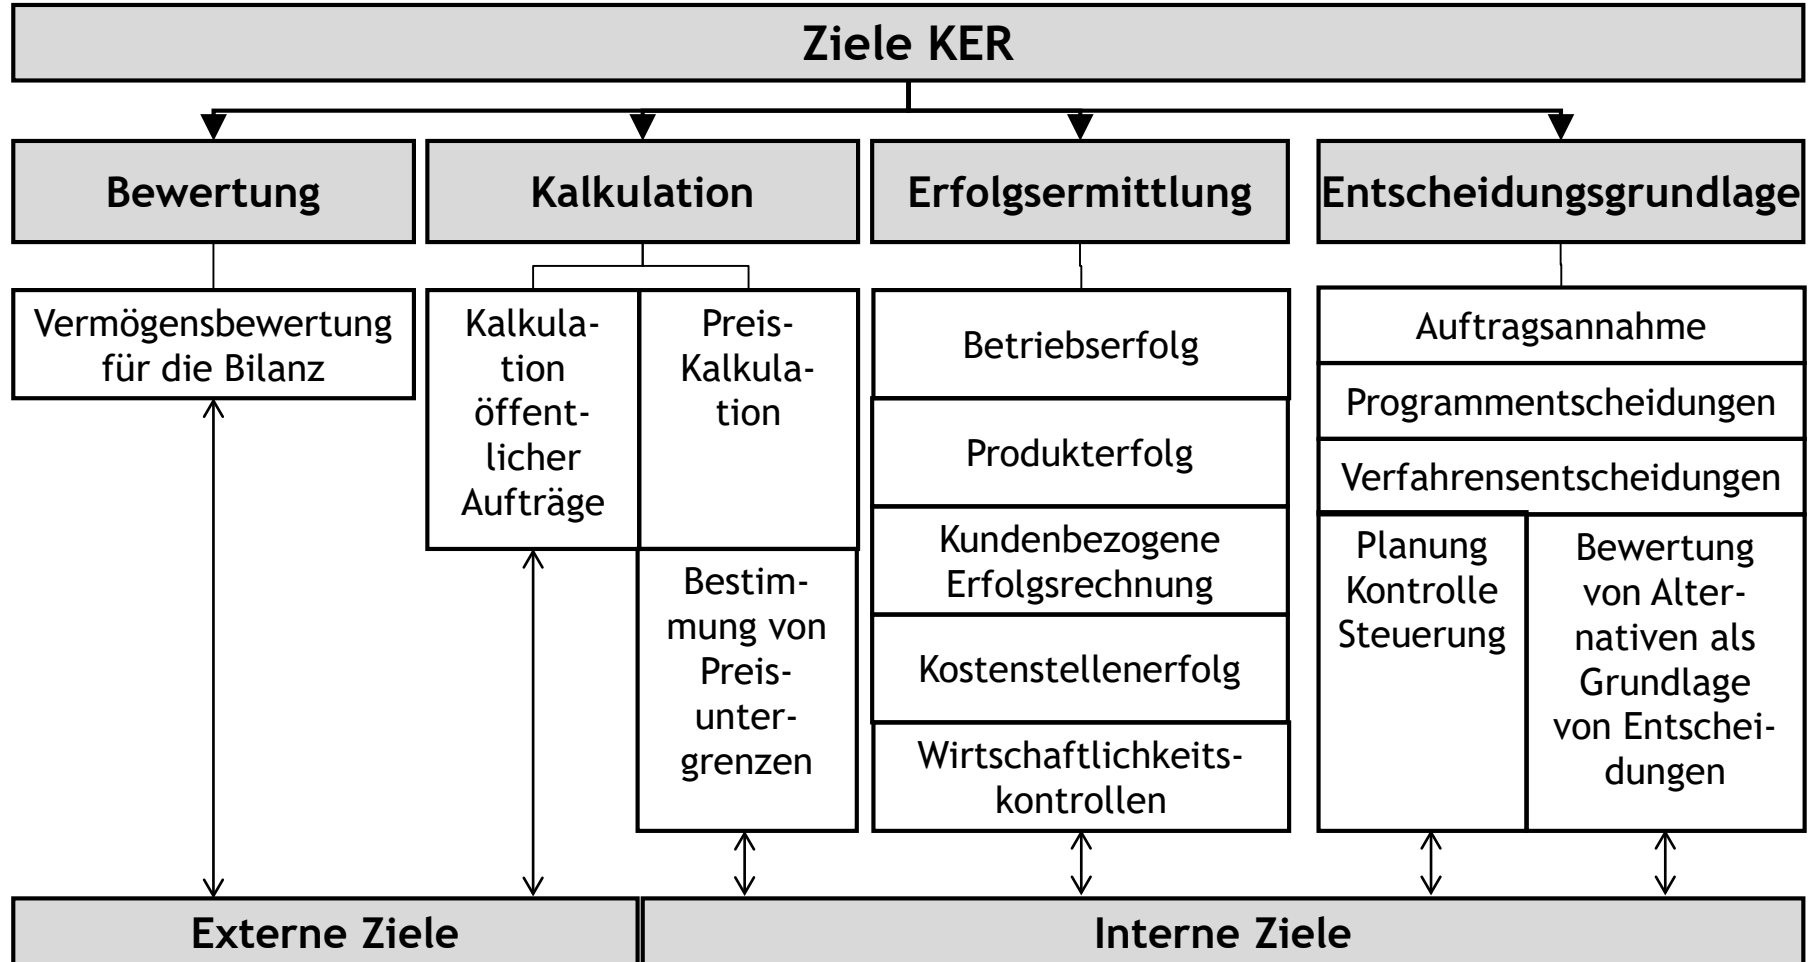 Ziele KER
Bewertung
Kalkulation
Erfolgsermittlung
Entscheidungsgrundlage
Vermögensbewertung
für die Bilanz
Kalkula-
tion
öffent-
licher
Aufträge
Preis-
Kalkula-
tion
Bestim-
mung von
Preis-
unter-
grenzen
Betriebserfolg
Produkterfolg
Kundenbezogene
Erfolgsrechnung
Kostenstellenerfolg
Wirtschaftlichkeits-
kontrollen
Auftragsannahme
Programmentscheidungen
Verfahrensentscheidungen
Planung
Kontrolle
Steuerung
Bewertung
von Alter-
nativen als
Grundlage
von Entschei-
dungen
Externe Ziele
Interne Ziele